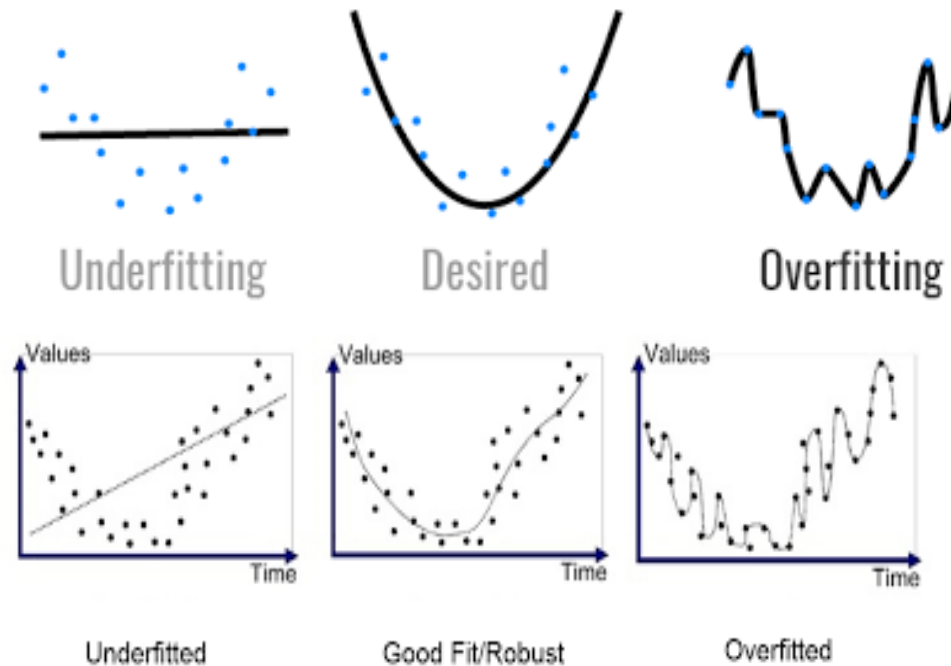 Underfitting
Desired
Overfitting
Values
Values
Values
Time
Time
Time
Underfitted
Good Fit/Robust
Overfitted